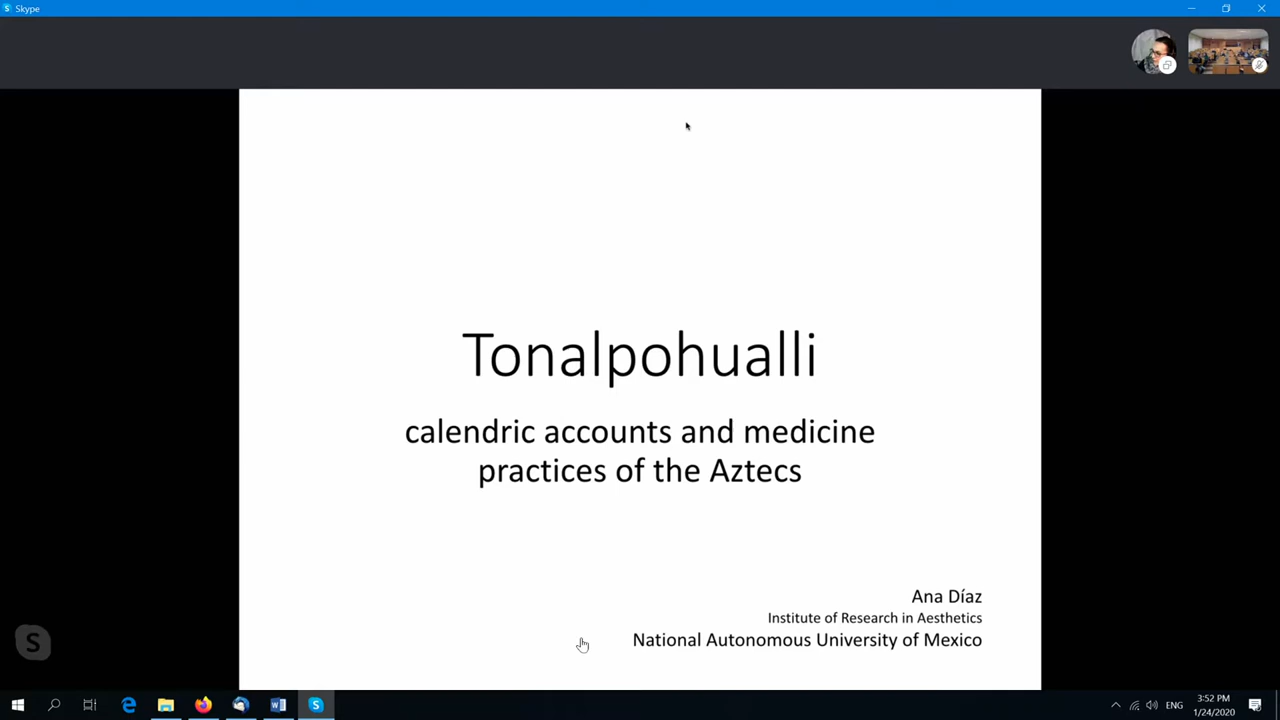 Skype
Tonalpohualli
calendric accounts and medicine
practices of the Aztecs
Ana Díaz
Institute of Research in Aesthetics
National Autonomous University of Mexico
S
ENG
3:52 PM
1/24/2020